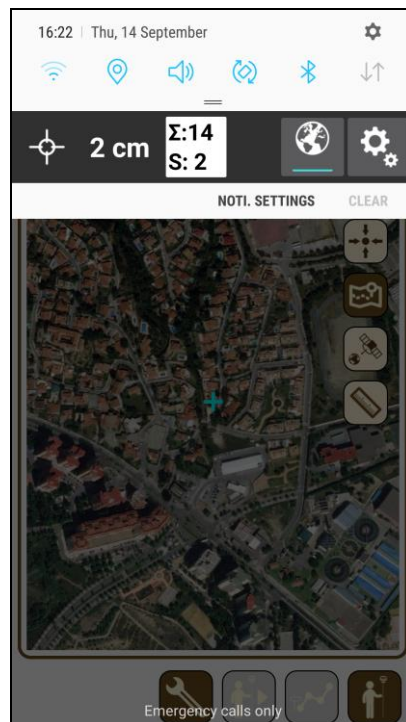 16:22 Thu, 14 September
2 cm
Σ:14
S: 2
NOTI. SETTINGS CLEAR
Emergency calls only